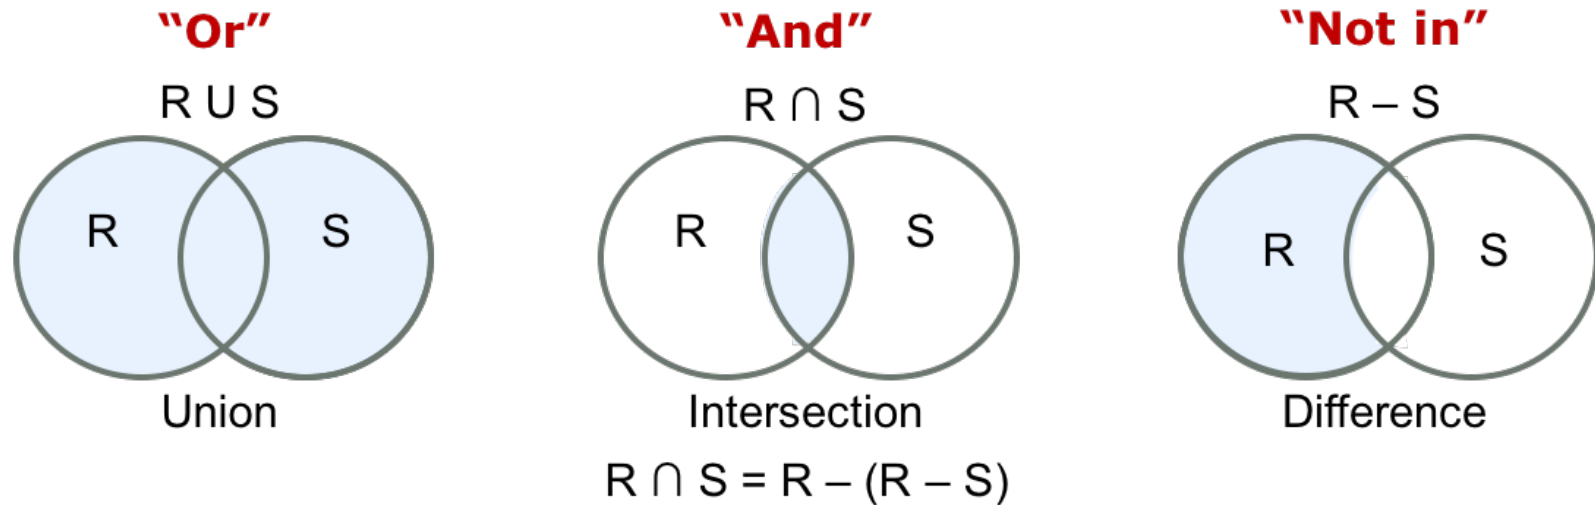 “Or”
R U S
R S
Union
“And”
R ∩ S
R S
Intersection
R ∩ S = R – (R – S)
“Not in”
R – S
R S
Difference